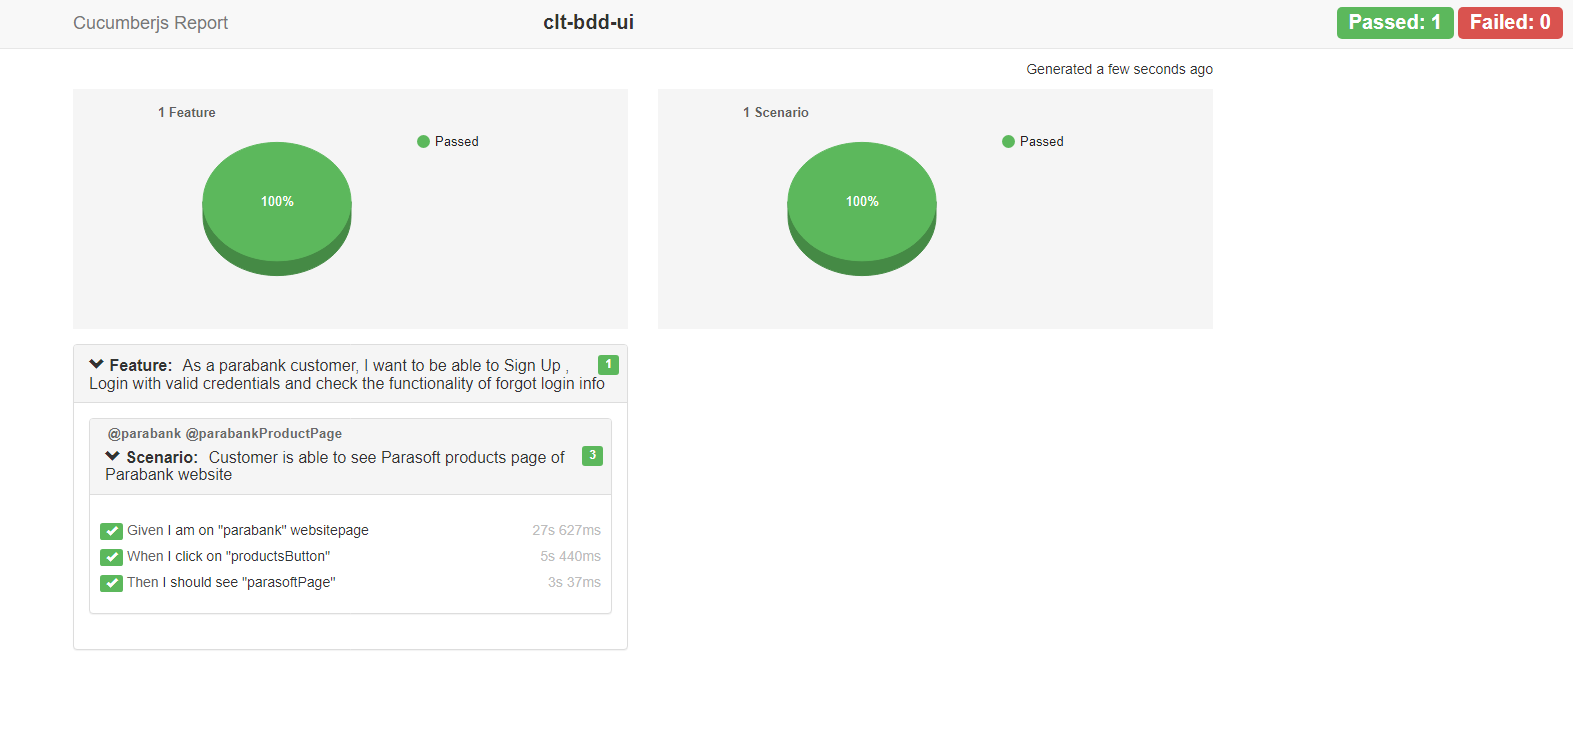 Cucumberjs Report
clt-bdd-ui
Passed: 1 Failed: 0
Generated a few seconds ago
1 Feature
Passed
100%
1 Scenario
Passed
100%
Feature: As a parabank customer, I want to be able to Sign Up , 1
Login with valid credentials and check the functionality of forgot login info
@parabank @parabankProductPage
Scenario: Customer is able to see Parasoft products page of 3
Parabank website
Given I am on "parabank" websitepage 27s 627ms
When I click on "productsButton" 5s 440ms
Then I should see "parasoftPage" 3s 37ms